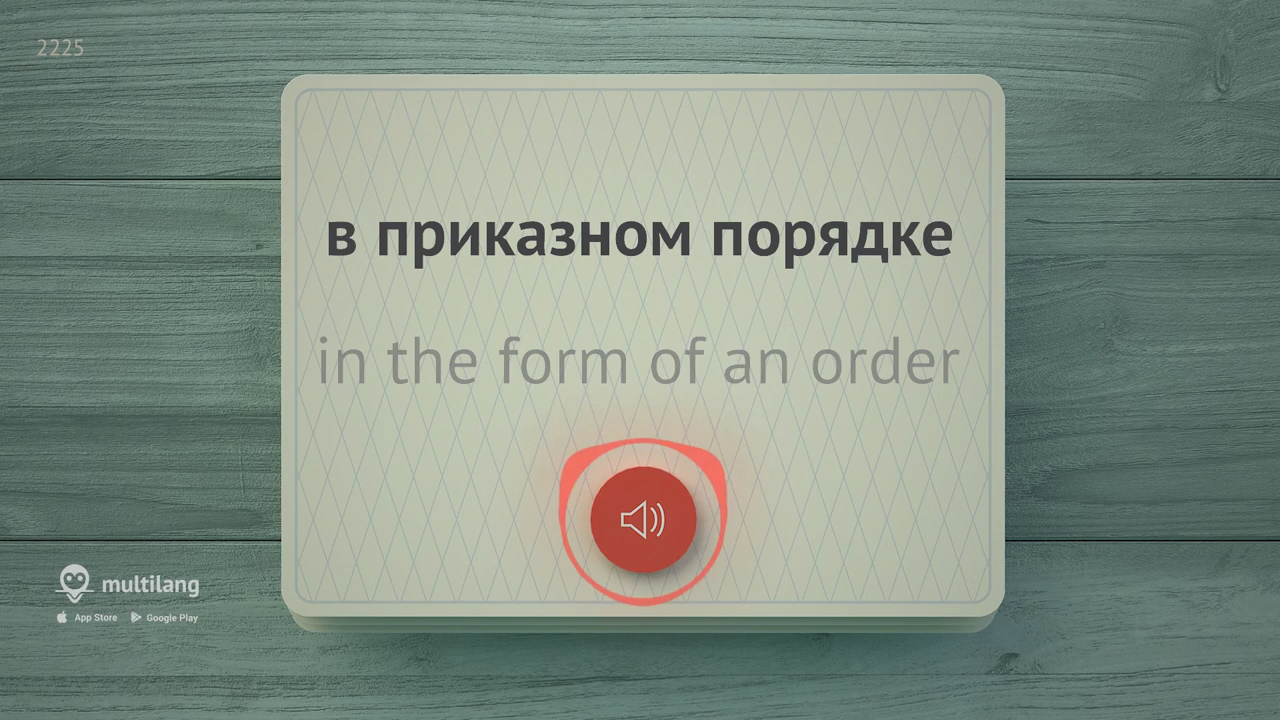 2225
в приказном порядке
in the form of an order
multilang
App Store Google Play